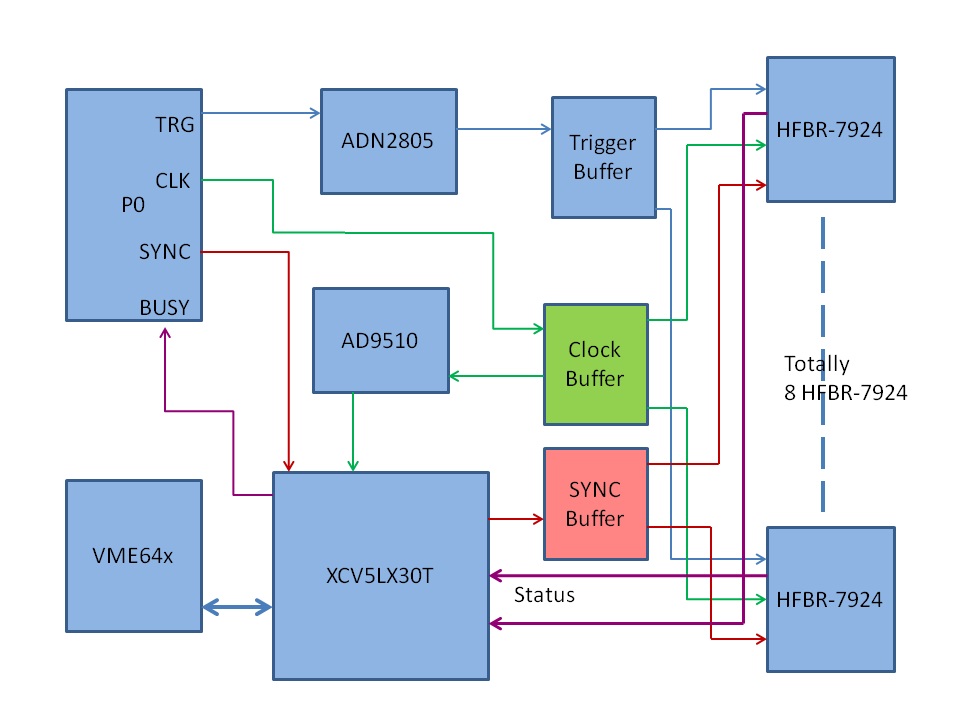 TRG
CLK
P0
SYNC
BUSY
ADN2805
Trigger
Buffer
HFBR-7924
AD9510
Clock
Buffer
Totally
8 HFBR-7924
SYNC
Buffer
VME64x
XCV5LX30T
Status
HFBR-7924